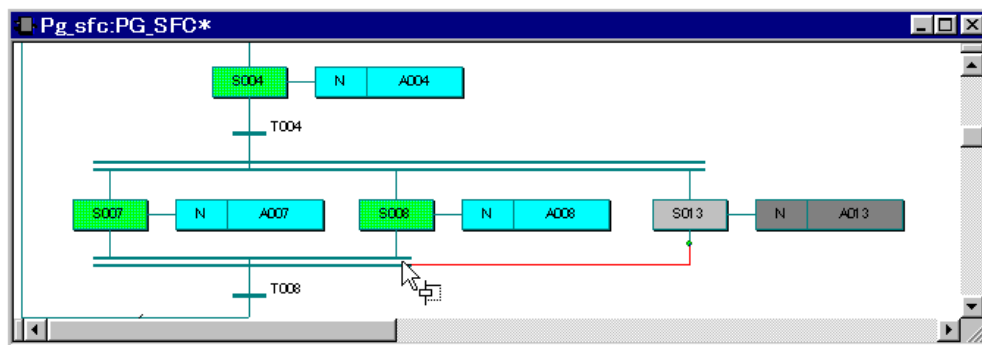 Pg_sfc:PG_SFC*
S004 N A004
T004
S007 N A007 S008 N A008 S013 N A013
T008